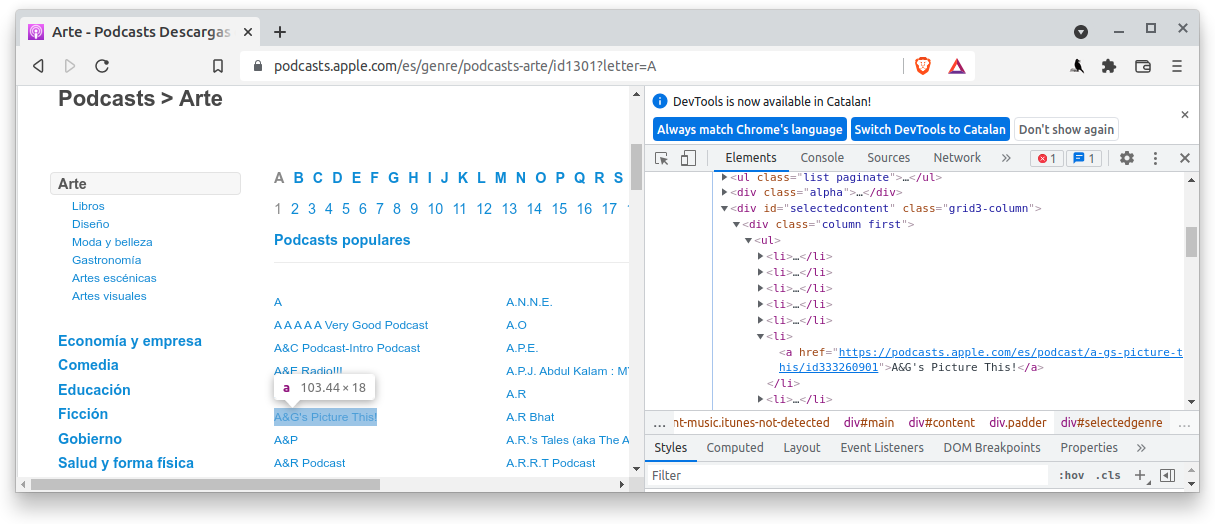 Arte - Podcasts Descargas
podcasts.apple.com/es/genre/podcasts-arte/id1301?letter=A
Podcasts > Arte
Arte
Libros
Diseño
Moda y belleza
Gastronomía
Artes escénicas
Artes visuales
Economía y empresa
Comedia
Educación
Ficción
Gobierno
Salud y forma física
A B C D E F G H I J K L M N O P Q R S
1 2 3 4 5 6 7 8 9 10 11 12 13 14 15 16 17
Podcasts populares
A
A A A A A Very Good Podcast
A&C Podcast-Intro Podcast
A&E Radio!!!
a 103.44 × 18
A&G's Picture This!
A&P
A&R Podcast
A.N.N.E.
A.O
A.P.E.
A.P.J. Abdul Kalam :
A.R
A.R Bhat
A.R.'s Tales (aka The A
A.R.R.T Podcast
DevTools is now available in Catalan!
Always match Chrome's language
Switch DevTools to Catalan
Don't show again
Elements Console Sources Network » 1 1
<ul class="list paginate">…</ul>
<div class="alpha">…</div>
<div id="selectedcontent" class="grid3-column">
<div class="column first">
<ul>
<li>…</li>
<li>…</li>
<li>…</li>
<li>…</li>
<li>…</li>
<li>
<a href="https://podcasts.apple.com/es/podcast/a-gs-picture-t
his/id333260901">A&G's Picture This!</a>
</li>
<li>…</li>
… nt-music.itunes-not-detected div#main div#content div.padder div#selectedgenre …
Styles Computed Layout Event Listeners DOM Breakpoints Properties »
Filter :hov .cls +